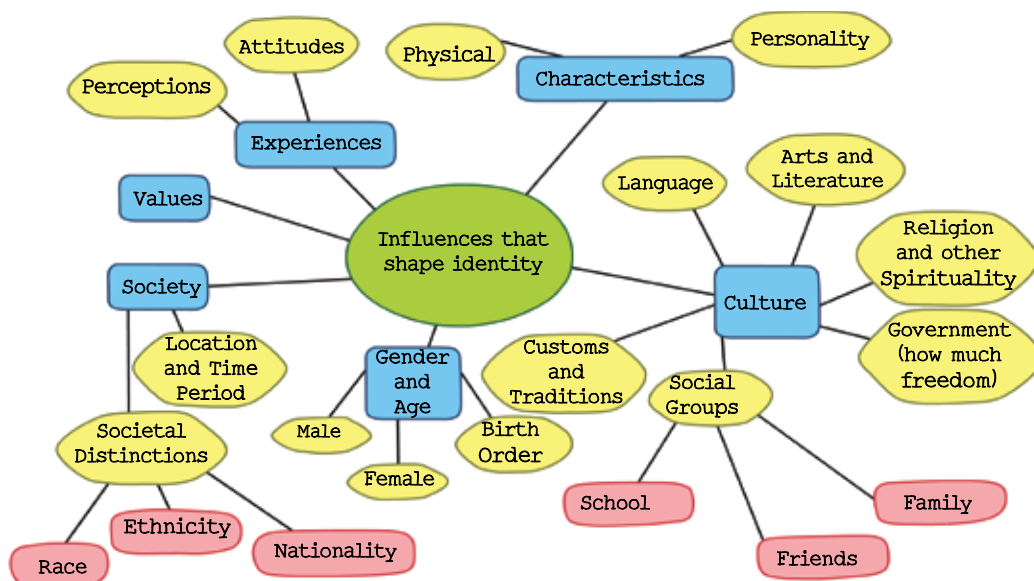 Attitudes
Perceptions
Experiences
Physical
Personality
Characteristics
Values
Influences that
shape identity
Language
Arts and
Literature
Religion
and other
Spirituality
Culture
Government
(how much
freedom)
Customs
and
Traditions
Social
Groups
School
Friends
Family
Society
Location
and Time
Period
Societal
Distinctions
Race
Ethnicity
Nationality
Gender
and
Age
Male
Female
Birth
Order